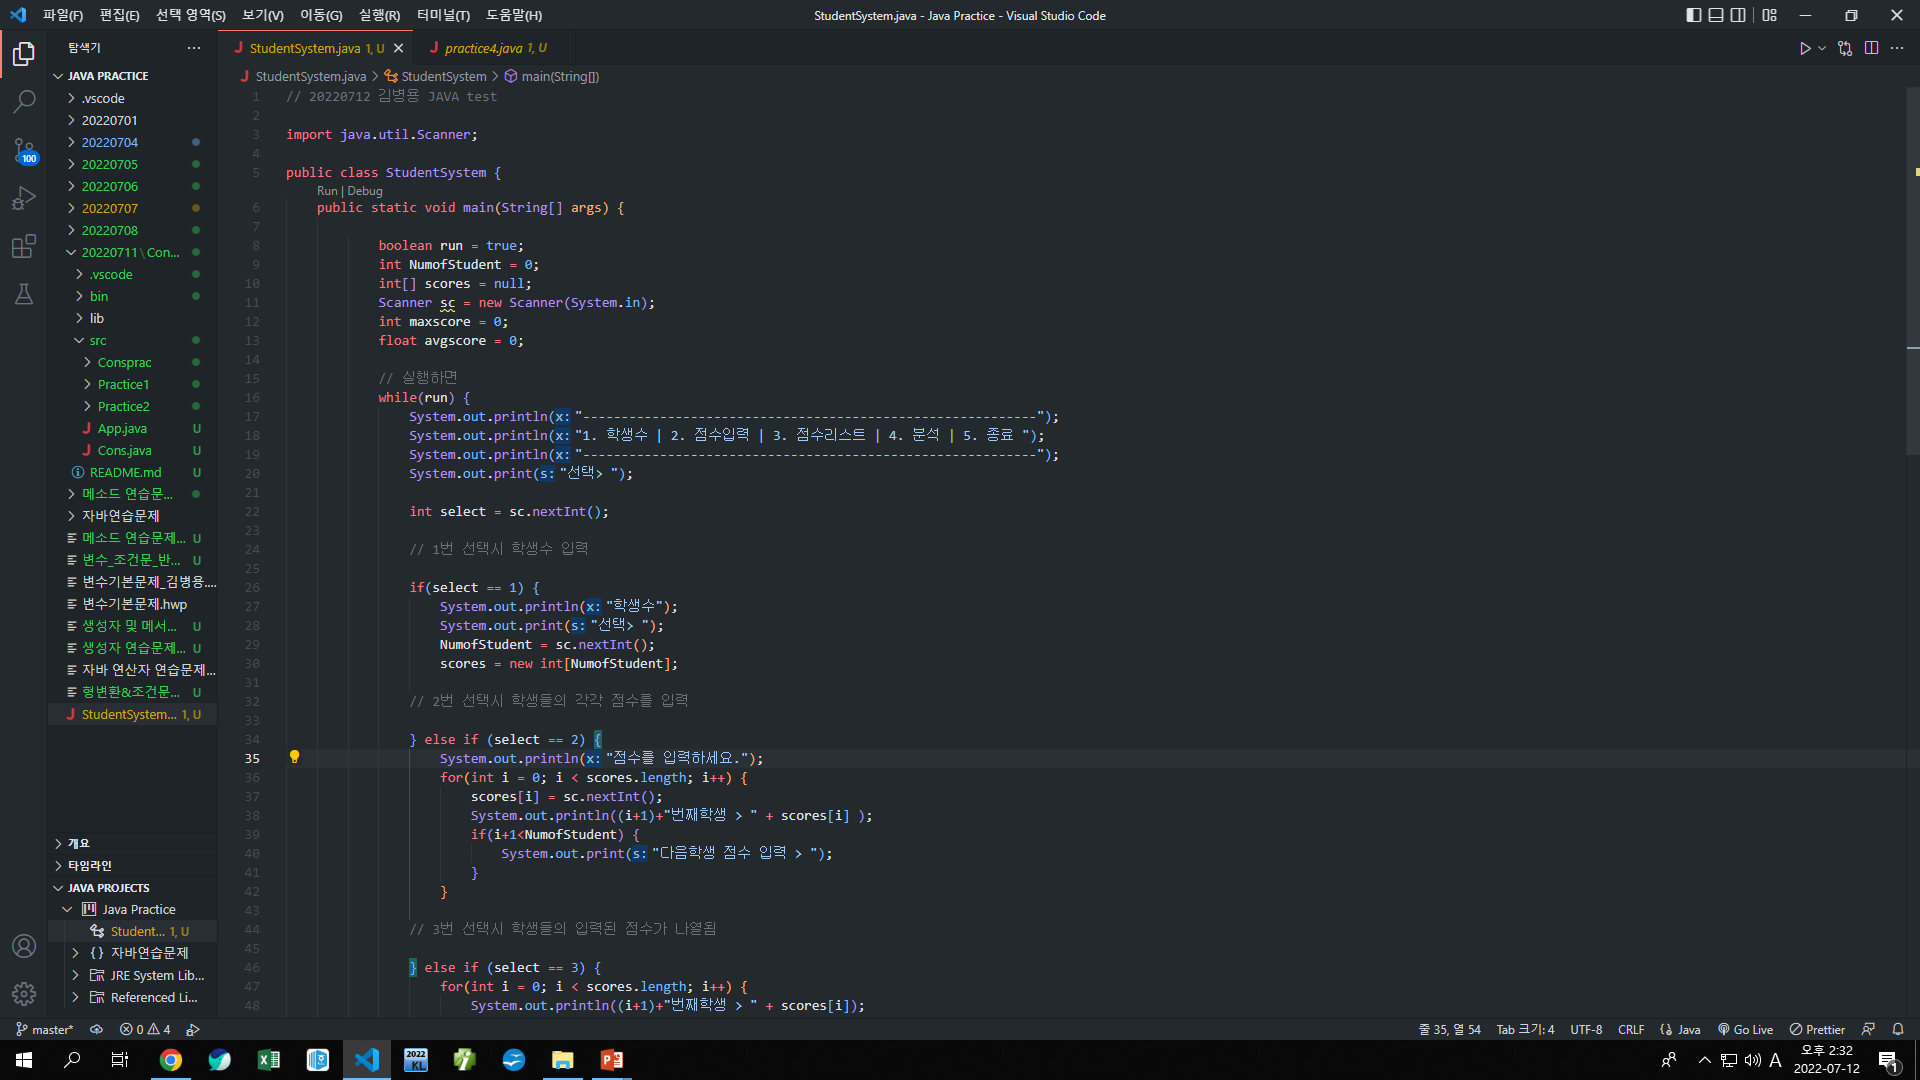 파일(F) 편집(E) 선택 영역(S) 보기(V) 이동(G) 실행(R) 터미널(T) 도움말(H)
StudentSystem.java - Java Practice - Visual Studio Code
탐색기
StudentSystem.java 1, U
practice4.java 1, U
StudentSystem.java > StudentSystem > main(String[])
JAVA PRACTICE
.vscode
20220701
20220704
20220705
20220706
20220707
20220708
20220711\Con...
.vscode
bin
lib
src
Consprac
Practice1
Practice2
App.java U
Cons.java U
README.md U
메소드 연습문...
자바연습문제
메소드 연습문제... U
변수_조건문_반... U
변수기본문제_김병용....
변수기본문제.hwp
생성자 및 메서... U
생성자 연습문제... U
자바 연산자 연습문제...
형변환&조건문... U
StudentSystem... 1, U
개요
타임라인
JAVA PROJECTS
Java Practice
Student... 1, U
{} 자바연습문제
JRE System Lib...
Referenced Li...
100
1 // 20220712 김병용 JAVA test
2
3 import java.util.Scanner;
4
5 public class StudentSystem {
Run | Debug
6 public static void main(String[] args) {
7
8 boolean run = true;
9 int NumofStudent = 0;
10 int[] scores = null;
11 Scanner sc = new Scanner(System.in);
12 int maxscore = 0;
13 float avgscore = 0;
14
15 // 실행하면
16 while(run) {
17 System.out.println(x: "-----------------------------------------------------------");
18 System.out.println(x: "1. 학생수 | 2. 점수입력 | 3. 점수리스트 | 4. 분석 | 5. 종료 ");
19 System.out.println(x: "-----------------------------------------------------------");
20 System.out.print(s: "선택> ");
21
22 int select = sc.nextInt();
23
24 // 1번 선택시 학생수 입력
25
26 if(select == 1) {
27 System.out.println(x: "학생수");
28 System.out.print(s: "선택> ");
29 NumofStudent = sc.nextInt();
30 scores = new int[NumofStudent];
31
32 // 2번 선택시 학생들의 각각 점수를 입력
33
34 } else if (select == 2) {
35 System.out.println(x: "점수를 입력하세요.");
36 for(int i = 0; i < scores.length; i++) {
37 scores[i] = sc.nextInt();
38 System.out.println((i+1)+"번째학생 > " + scores[i] );
39 if(i+1<NumofStudent) {
40 System.out.print(s: "다음학생 점수 입력 > ");
41 }
42 }
43
44 // 3번 선택시 학생들의 입력된 점수가 나열됨
45
46 } else if (select == 3) {
47 for(int i = 0; i < scores.length; i++) {
48 System.out.println((i+1)+"번째학생 > " + scores[i]);
master* 0 4
줄 35, 열 54 Tab 크기: 4 UTF-8 CRLF Java Go Live Prettier
2022 KL
A
오후 2:32
2022-07-12
1